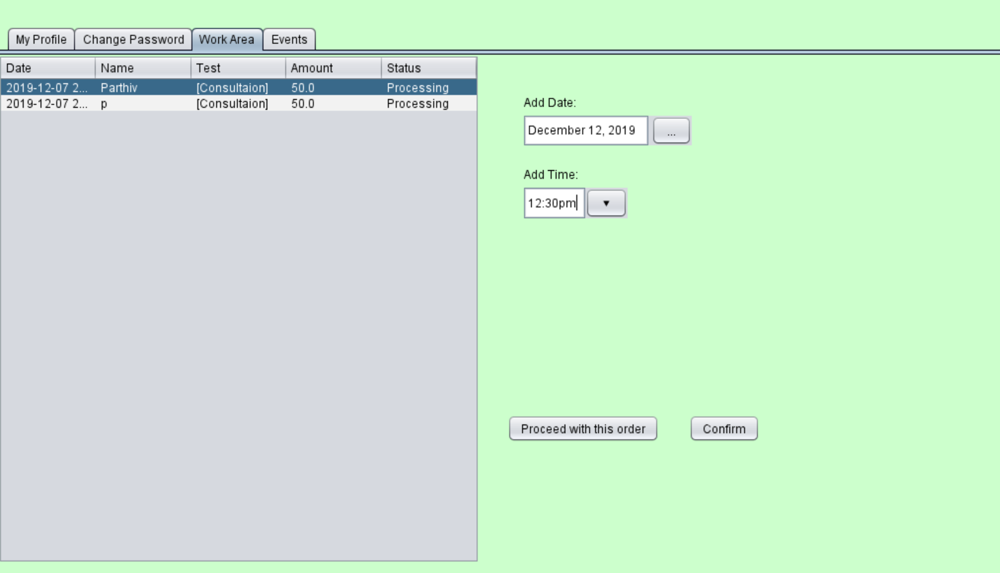 My Profile Change Password Work Area Events
Date Name Test Amount Status
2019-12-07 2... Parthiv [Consultaion] 50.0 Processing
2019-12-07 2... p [Consultaion] 50.0 Processing
Add Date:
December 12, 2019 ...
Add Time:
12:30pm
Proceed with this order Confirm